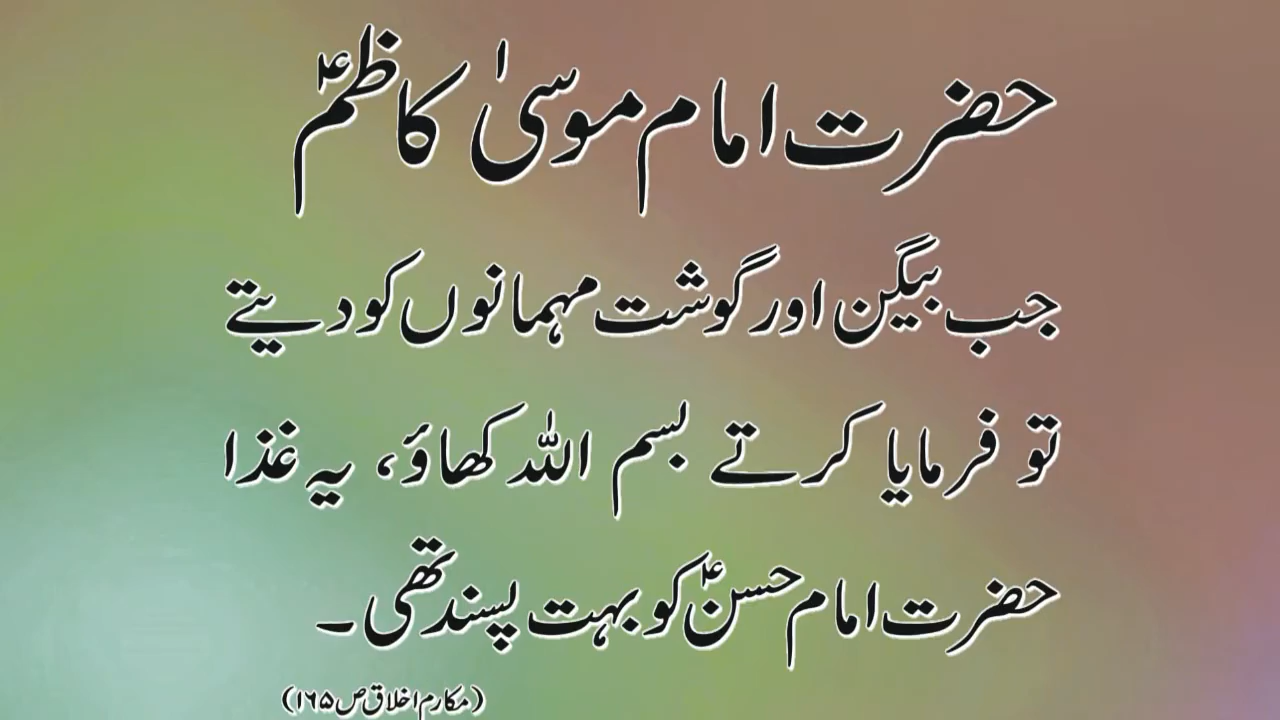 حضرت امام موسیٰ کاظمؑ
جب بیگن اور گوشت مہمانوں کو دیتے
تو فرمایا کرتے بسم اللہ کھاؤ، یہ غذا
حضرت امام حسنؑ کو بہت پسند تھی۔
(مکارم اخلاق ص ۱۶۵)